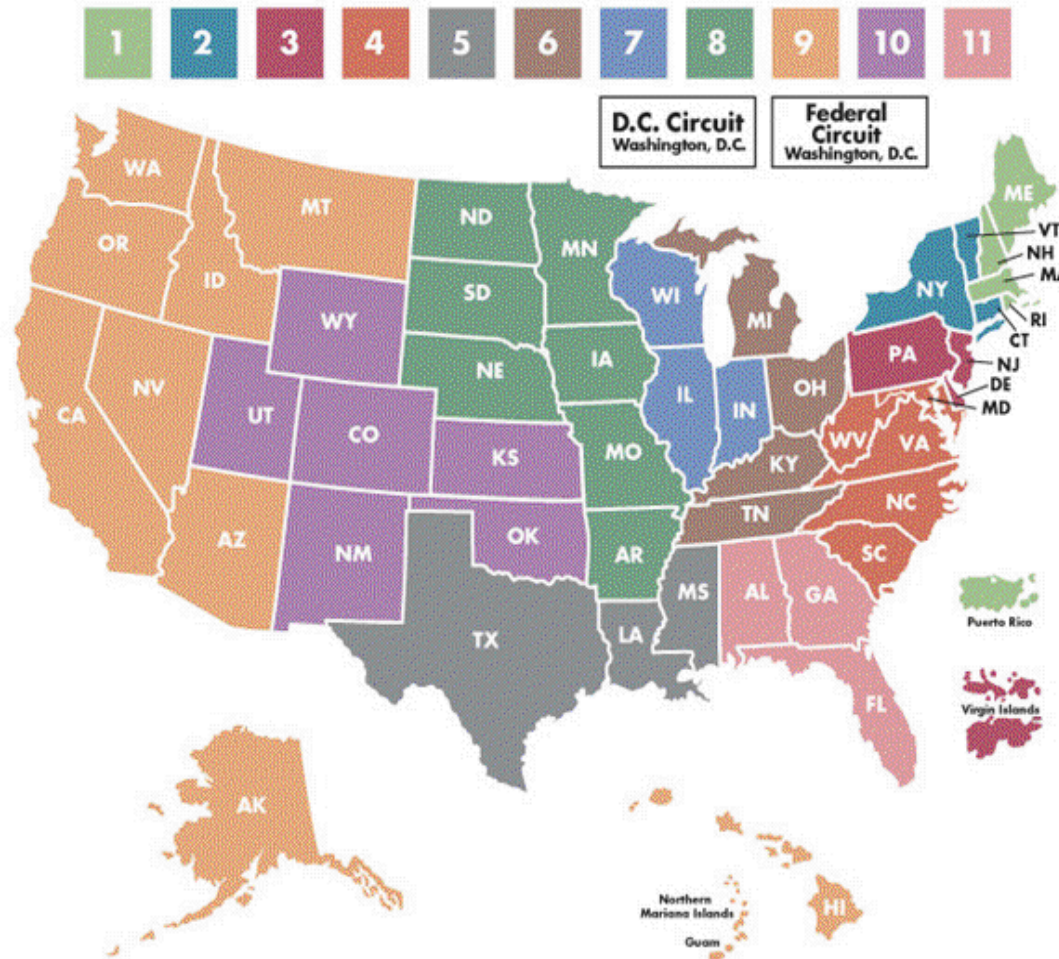 1 2 3 4 5 6 7 8 9 10 11
D.C. Circuit
Washington, D.C.
Federal
Circuit
Washington, D.C.
WA
MT
ND
MN
ME
VT
NH
MA
RI
CT
OR
ID
SD
WI
MI
NY
WY
NE
IA
PA
NJ
DE
MD
NV
CA
UT
CO
KS
MO
IL
IN
OH
WV
VA
KY
AZ
NM
OK
AR
TN
NC
SC
TX
LA
MS
AL
GA
FL
Puerto Rico
Virgin Islands
AK
HI
Northern
Mariana Islands
Guam